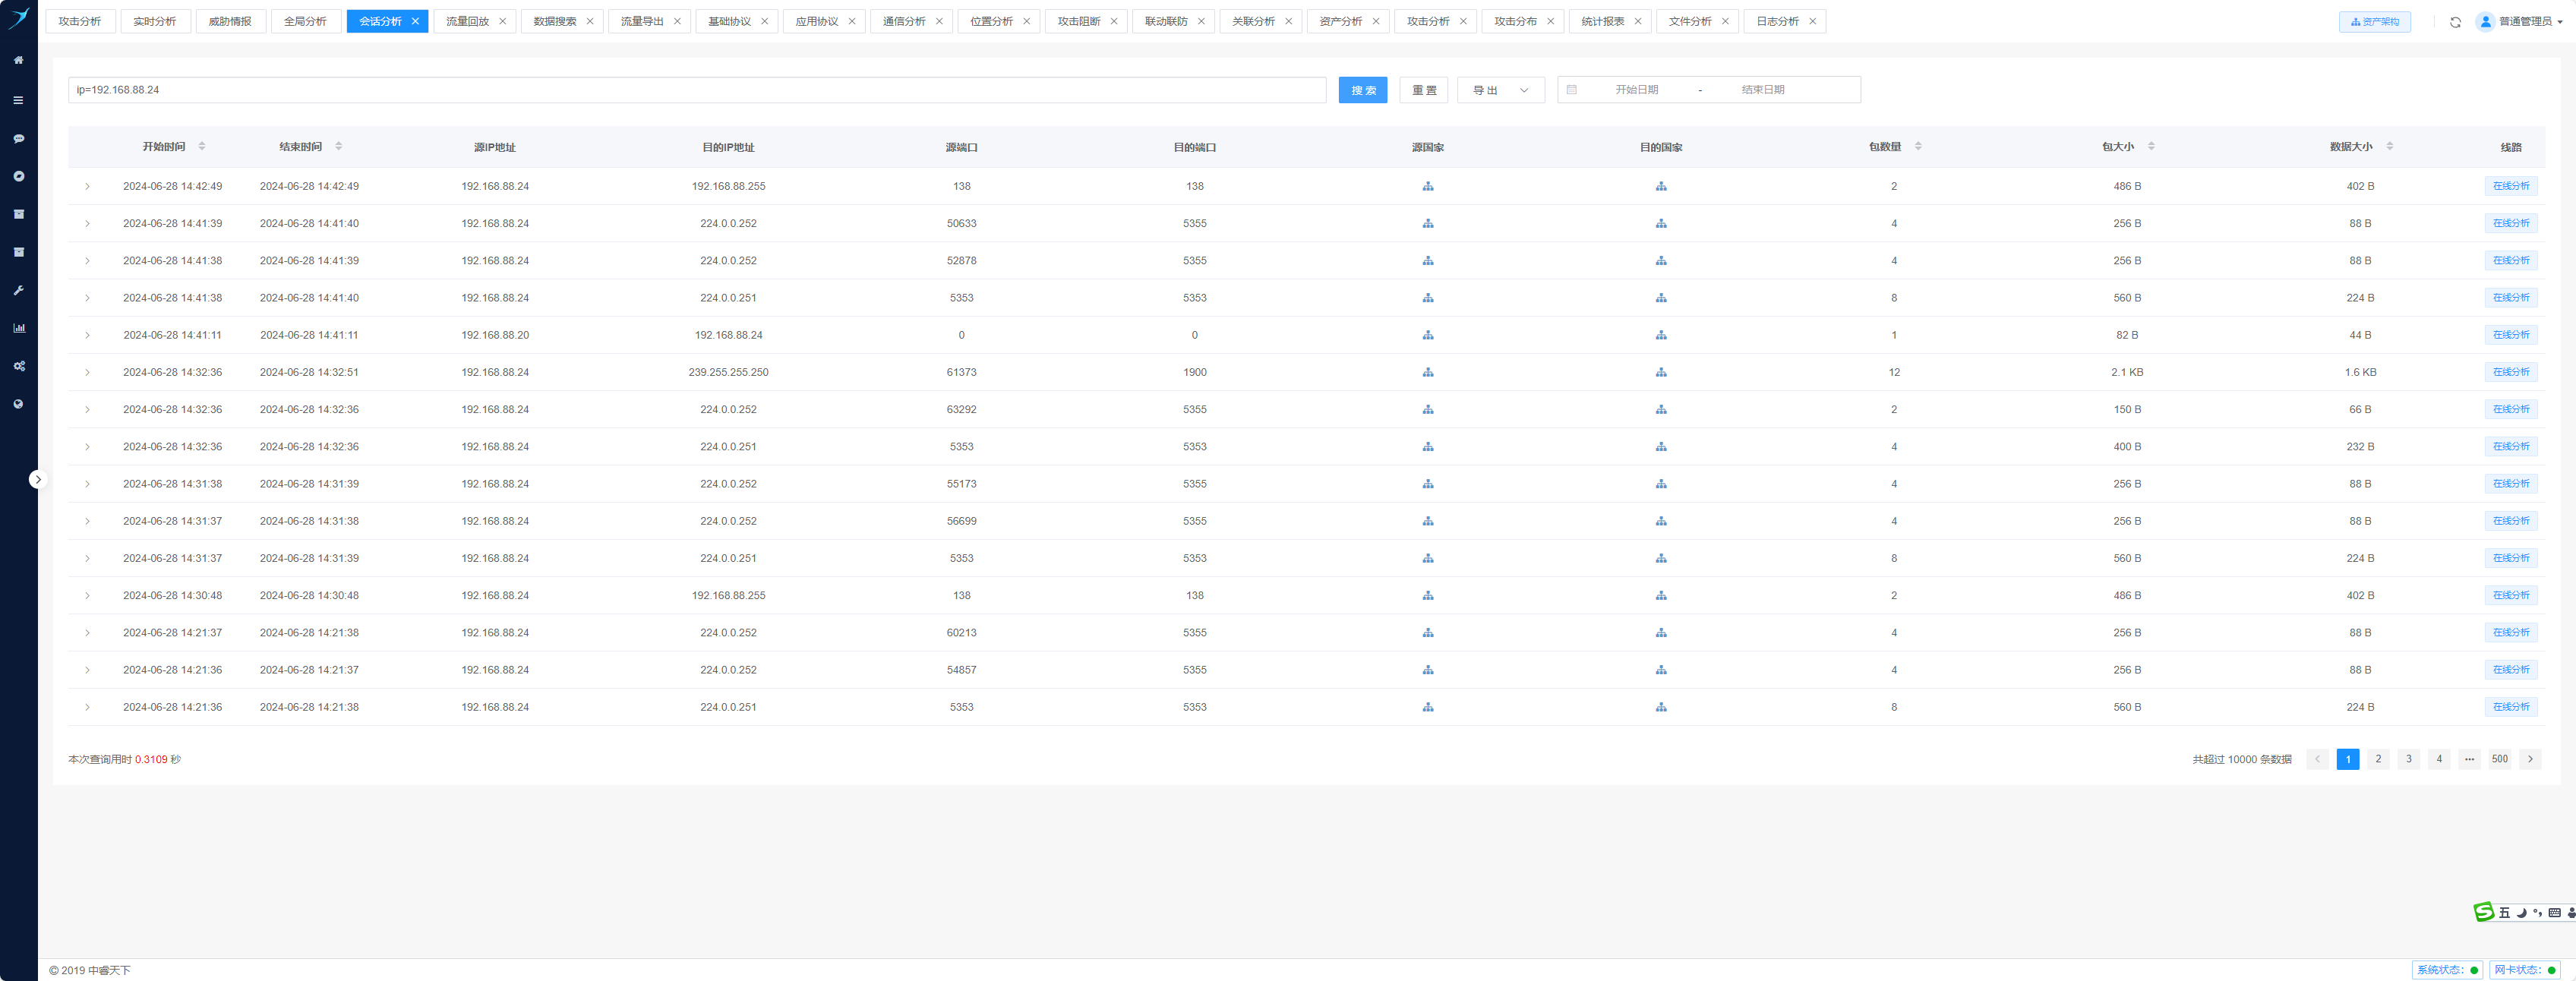 攻击分析 实时分析 威胁情报 全局分析 会话分析 流量回放 数据搜索 流量导出 基础协议 应用协议 通信分析 位置分析 攻击阻断 联动联防 关联分析 资产分析 攻击分析 攻击分布 统计报表 文件分析 日志分析 资产架构 普通管理员
ip=192.168.88.24 搜 索 重 置 导 出 开始日期 - 结束日期
开始时间 结束时间 源IP地址 目的IP地址 源端口 目的端口 源国家 目的国家 包数量 包大小 数据大小 线路
2024-06-28 14:42:49 2024-06-28 14:42:49 192.168.88.24 192.168.88.255 138 138 2 486 B 402 B 在线分析
2024-06-28 14:41:39 2024-06-28 14:41:40 192.168.88.24 224.0.0.252 50633 5355 4 256 B 88 B 在线分析
2024-06-28 14:41:38 2024-06-28 14:41:39 192.168.88.24 224.0.0.252 52878 5355 4 256 B 88 B 在线分析
2024-06-28 14:41:38 2024-06-28 14:41:40 192.168.88.24 224.0.0.251 5353 5353 8 560 B 224 B 在线分析
2024-06-28 14:41:11 2024-06-28 14:41:11 192.168.88.20 192.168.88.24 0 0 1 82 B 44 B 在线分析
2024-06-28 14:32:36 2024-06-28 14:32:51 192.168.88.24 239.255.255.250 61373 1900 12 2.1 KB 1.6 KB 在线分析
2024-06-28 14:32:36 2024-06-28 14:32:36 192.168.88.24 224.0.0.252 63292 5355 2 150 B 66 B 在线分析
2024-06-28 14:32:36 2024-06-28 14:32:36 192.168.88.24 224.0.0.251 5353 5353 4 400 B 232 B 在线分析
2024-06-28 14:31:38 2024-06-28 14:31:39 192.168.88.24 224.0.0.252 55173 5355 4 256 B 88 B 在线分析
2024-06-28 14:31:37 2024-06-28 14:31:38 192.168.88.24 224.0.0.252 56699 5355 4 256 B 88 B 在线分析
2024-06-28 14:31:37 2024-06-28 14:31:39 192.168.88.24 224.0.0.251 5353 5353 8 560 B 224 B 在线分析
2024-06-28 14:30:48 2024-06-28 14:30:48 192.168.88.24 192.168.88.255 138 138 2 486 B 402 B 在线分析
2024-06-28 14:21:37 2024-06-28 14:21:38 192.168.88.24 224.0.0.252 60213 5355 4 256 B 88 B 在线分析
2024-06-28 14:21:36 2024-06-28 14:21:37 192.168.88.24 224.0.0.252 54857 5355 4 256 B 88 B 在线分析
2024-06-28 14:21:36 2024-06-28 14:21:38 192.168.88.24 224.0.0.251 5353 5353 8 560 B 224 B 在线分析
本次查询用时 0.3109 秒 共超过 10000 条数据 1 2 3 4 ••• 500
S 五
© 2019 中睿天下 系统状态: 网卡状态: